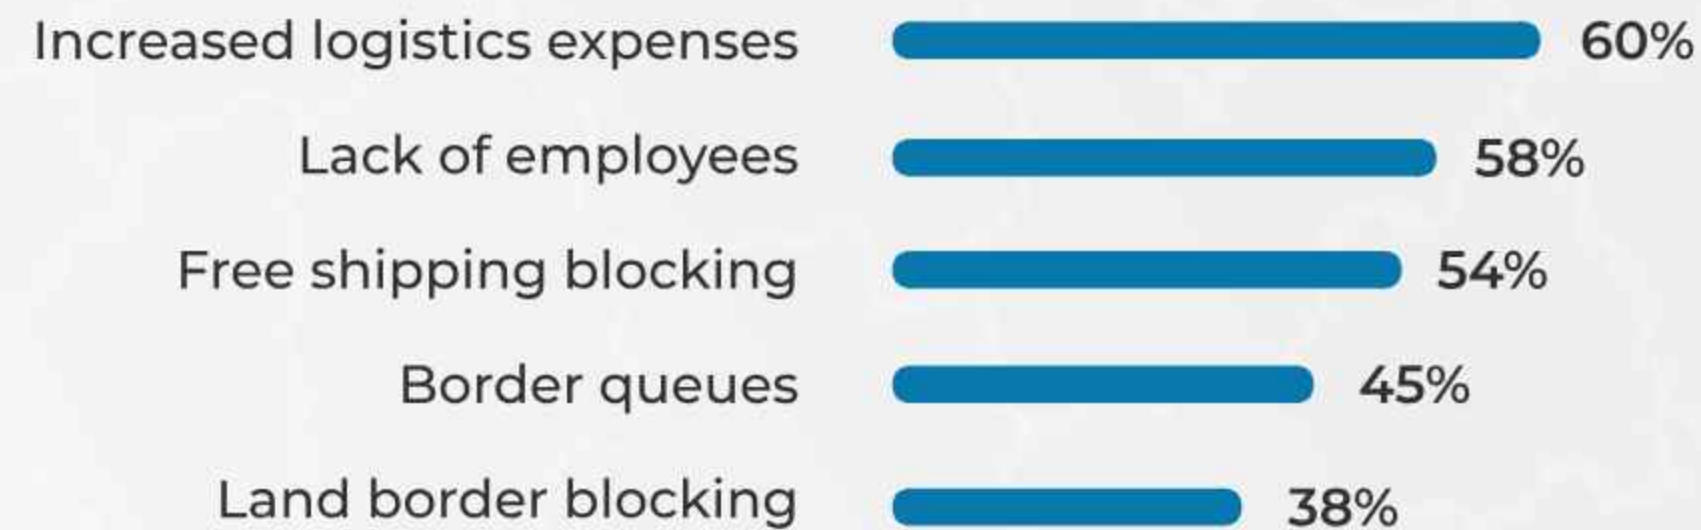 Increased logistics expenses 60%
Lack of employees 58%
Free shipping blocking 54%
Border queues 45%
Land border blocking 38%